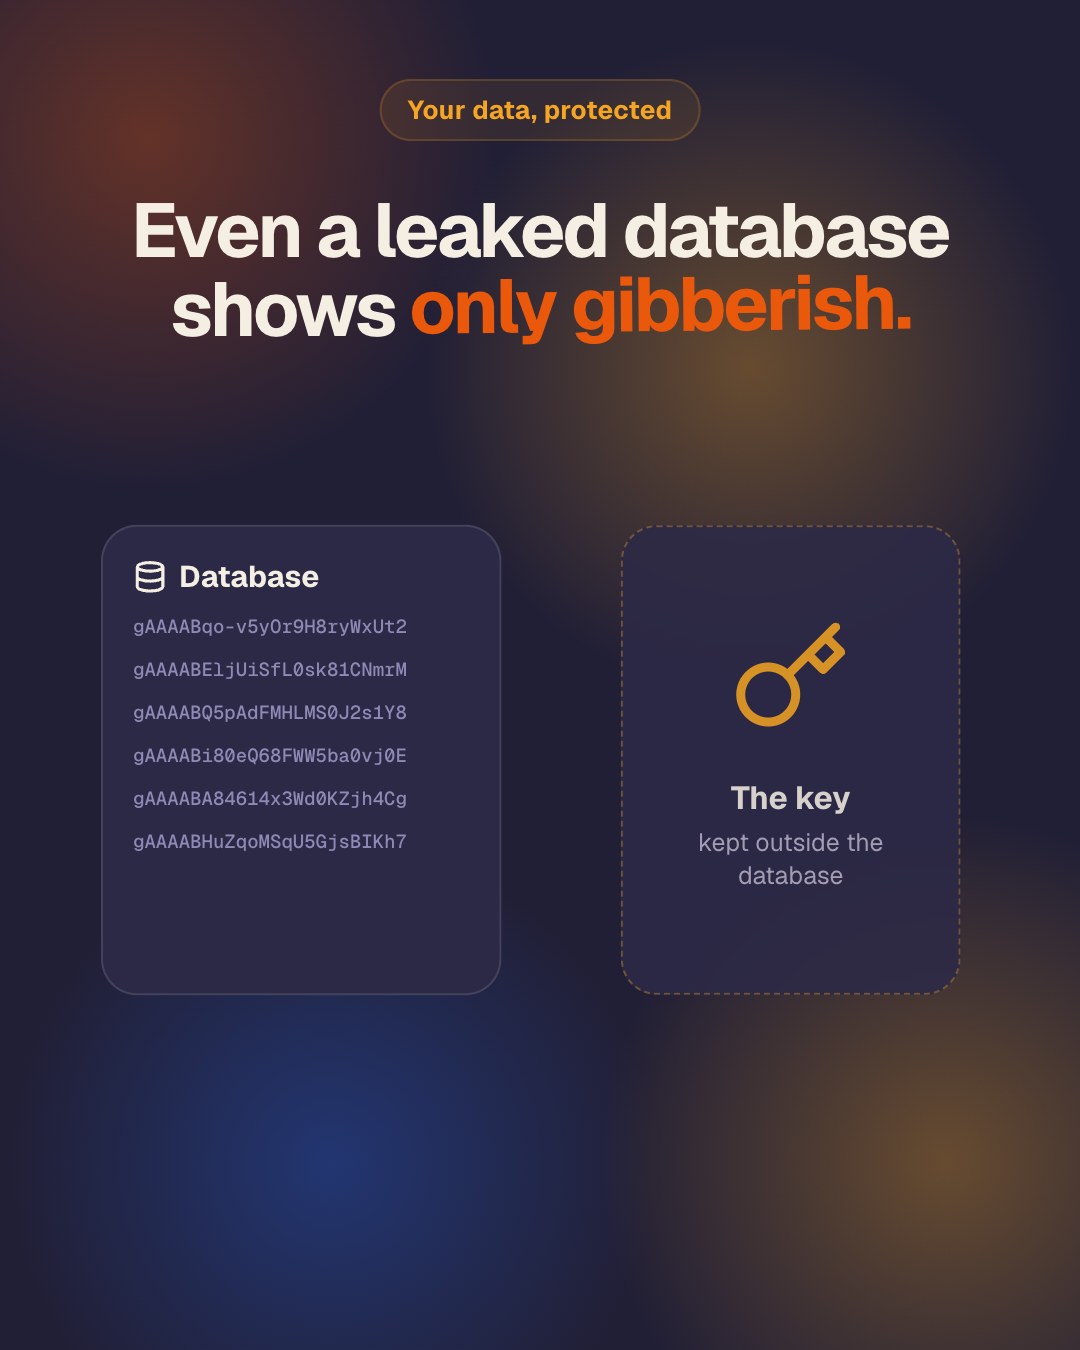 Your data, protected
Even a leaked database
shows only gibberish.
Database
gAAAABqo-v5yOr9H8ryWxUt2
gAAAABEljUiSfL0sk81CNmrM
gAAAABQ5pAdFMHLMS0J2s1Y8
gAAAABi80eQ68FWW5ba0vj0E
gAAAABA84614x3Wd0KZjh4Cg
gAAAABHuZqoMSqU5GjsBIKh7
The key
kept outside the
database